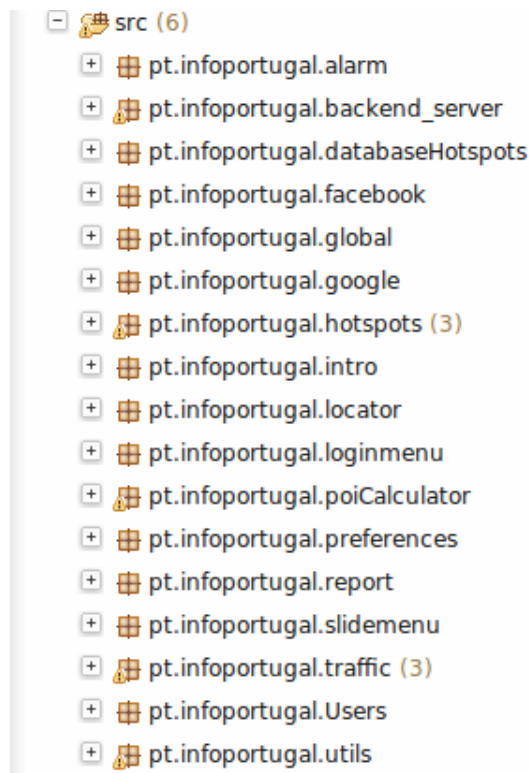 src (6)
pt.infoportugal.alarm
pt.infoportugal.backend_server
pt.infoportugal.databaseHotspots
pt.infoportugal.facebook
pt.infoportugal.global
pt.infoportugal.google
pt.infoportugal.hotspots (3)
pt.infoportugal.intro
pt.infoportugal.locator
pt.infoportugal.loginmenu
pt.infoportugal.poiCalculator
pt.infoportugal.preferences
pt.infoportugal.report
pt.infoportugal.slidemenu
pt.infoportugal.traffic (3)
pt.infoportugal.Users
pt.infoportugal.utils